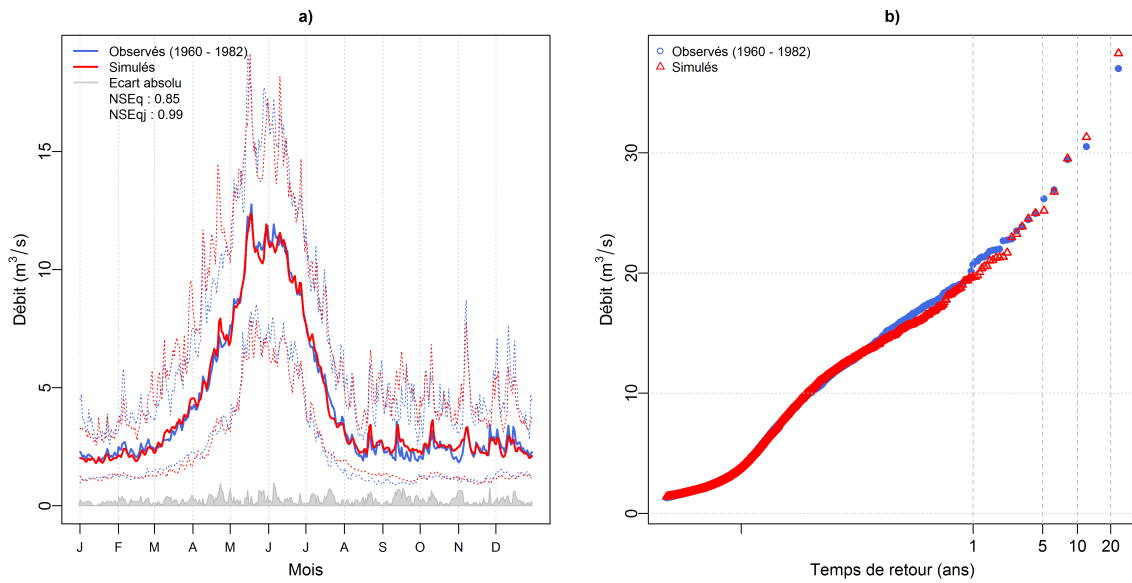 a)
Observés (1960 - 1982)
Simulés
Ecart absolu
NSEq : 0.85
NSEqj : 0.99
Débit (m³/s)
15
10
5
0
J F M A M J J A S O N D
Mois
b)
Observés (1960 - 1982)
Simulés
Débit (m³/s)
30
20
10
0
1 5 10 20
Temps de retour (ans)